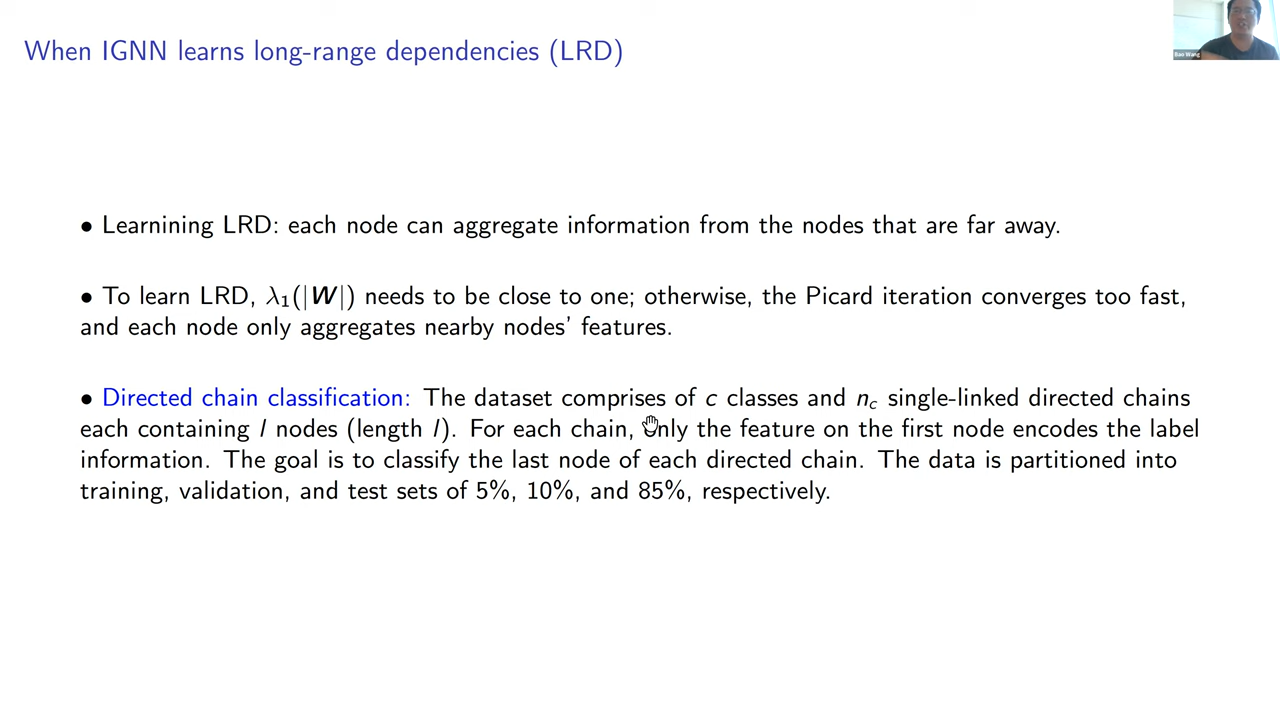 When IGNN learns long-range dependencies (LRD)
Bao Wang
• Learnining LRD: each node can aggregate information from the nodes that are far away.
• To learn LRD, λ₁(|W|) needs to be close to one; otherwise, the Picard iteration converges too fast,
and each node only aggregates nearby nodes' features.
• Directed chain classification: The dataset comprises of c classes and n_c single-linked directed chains
each containing l nodes (length l). For each chain, only the feature on the first node encodes the label
information. The goal is to classify the last node of each directed chain. The data is partitioned into
training, validation, and test sets of 5%, 10%, and 85%, respectively.